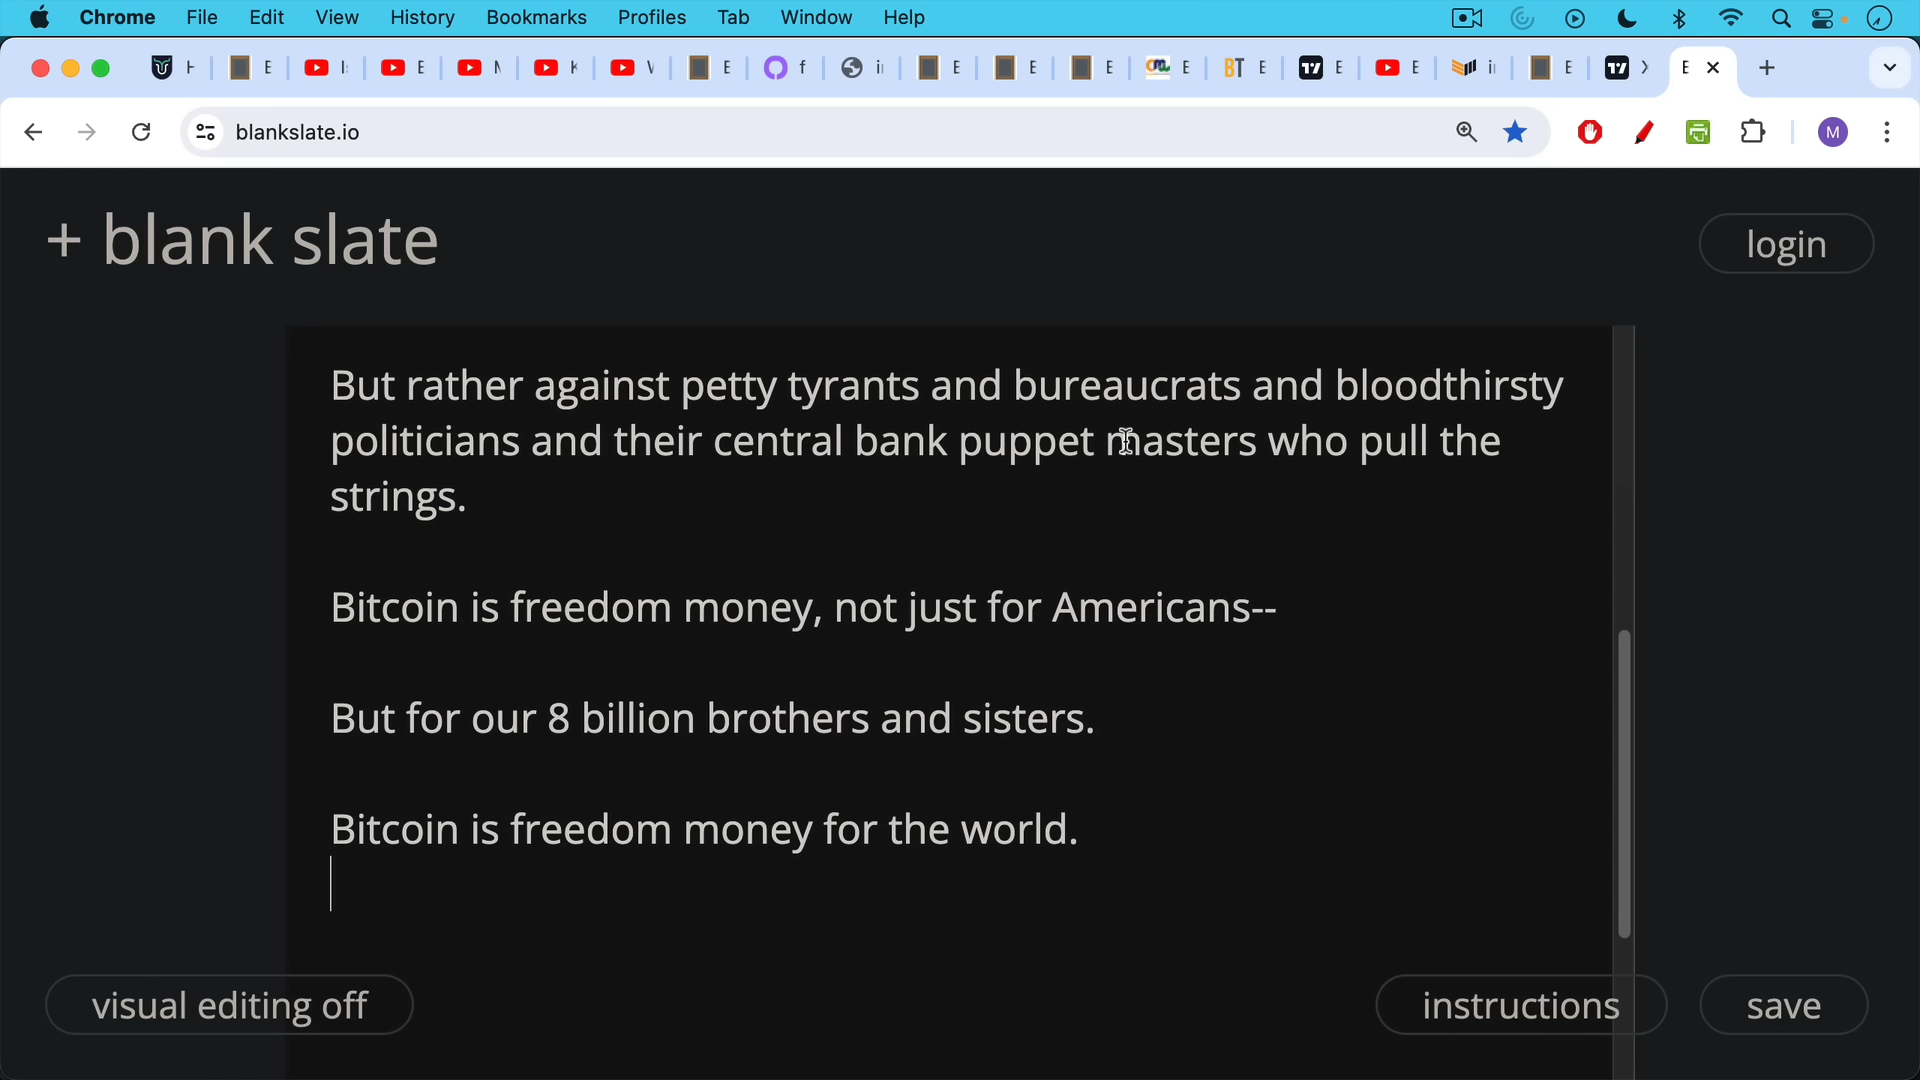 Chrome File Edit View History Bookmarks Profiles Tab Window Help
blankslate.io
M
+ blank slate
login
But rather against petty tyrants and bureaucrats and bloodthirsty
politicians and their central bank puppet masters who pull the
strings.
Bitcoin is freedom money, not just for Americans--
But for our 8 billion brothers and sisters.
Bitcoin is freedom money for the world.
visual editing off
instructions
save